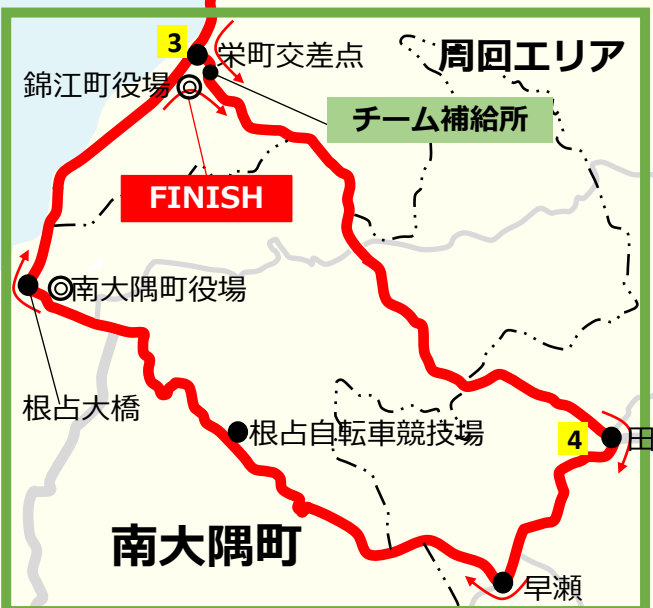 3
栄町交差点
周回エリア
錦江町役場
チーム補給所
FINISH
南大隅町役場
根占大橋
根占自転車競技場
4
田
南大隅町
早瀬